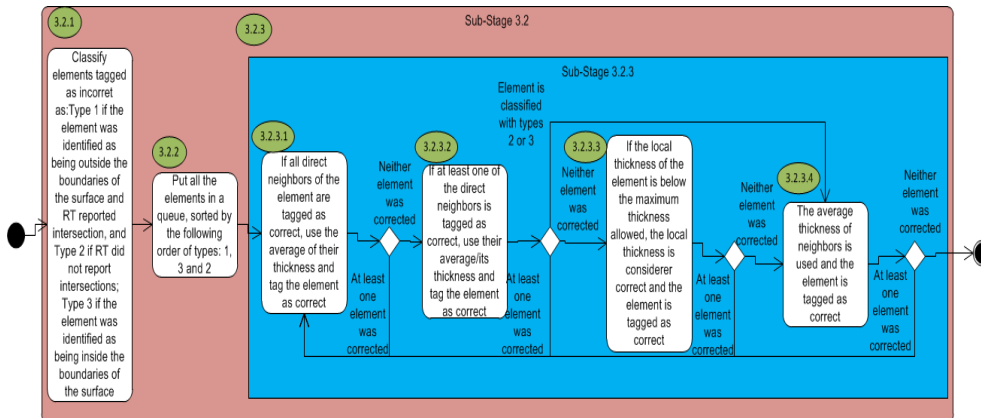 Sub-Stage 3.2
3.2.1
Classify
elements tagged
as incorret
as:Type 1 if the
element was
identified as
being outside the
boundaries of
the surface and
RT reported
intersection, and
Type 2 if RT did
not report
intersections;
Type 3 if the
element was
identified as
being inside the
boundaries of
the surface
3.2.2
Put all the
elements in a
queue, sorted by
the following
order of types: 1,
3 and 2
3.2.3
Sub-Stage 3.2.3
3.2.3.1
If all direct
neighbors of the
element are
tagged as
correct, use the
average of their
thickness and
tag the element
as correct
Neither
element was
corrected
At least
one
element
was
corrected
3.2.3.2
If at least one of
the direct
neighbors is
tagged as
correct, use their
average/its
thickness and
tag the element
as correct
Element is
classified
with types
2 or 3
Neither
element was
corrected
At least
one
element
was
corrected
3.2.3.3
If the local
thickness of the
element is below
the maximum
thickness
allowed, the local
thickness is
considerer
correct and the
element is
tagged as
correct
Neither
element was
corrected
At least
one
element
was
corrected
3.2.3.4
The average
thickness of
neighbors is
used and the
element is
tagged as
correct
Neither
element was
corrected
At least
one
element
was
corrected